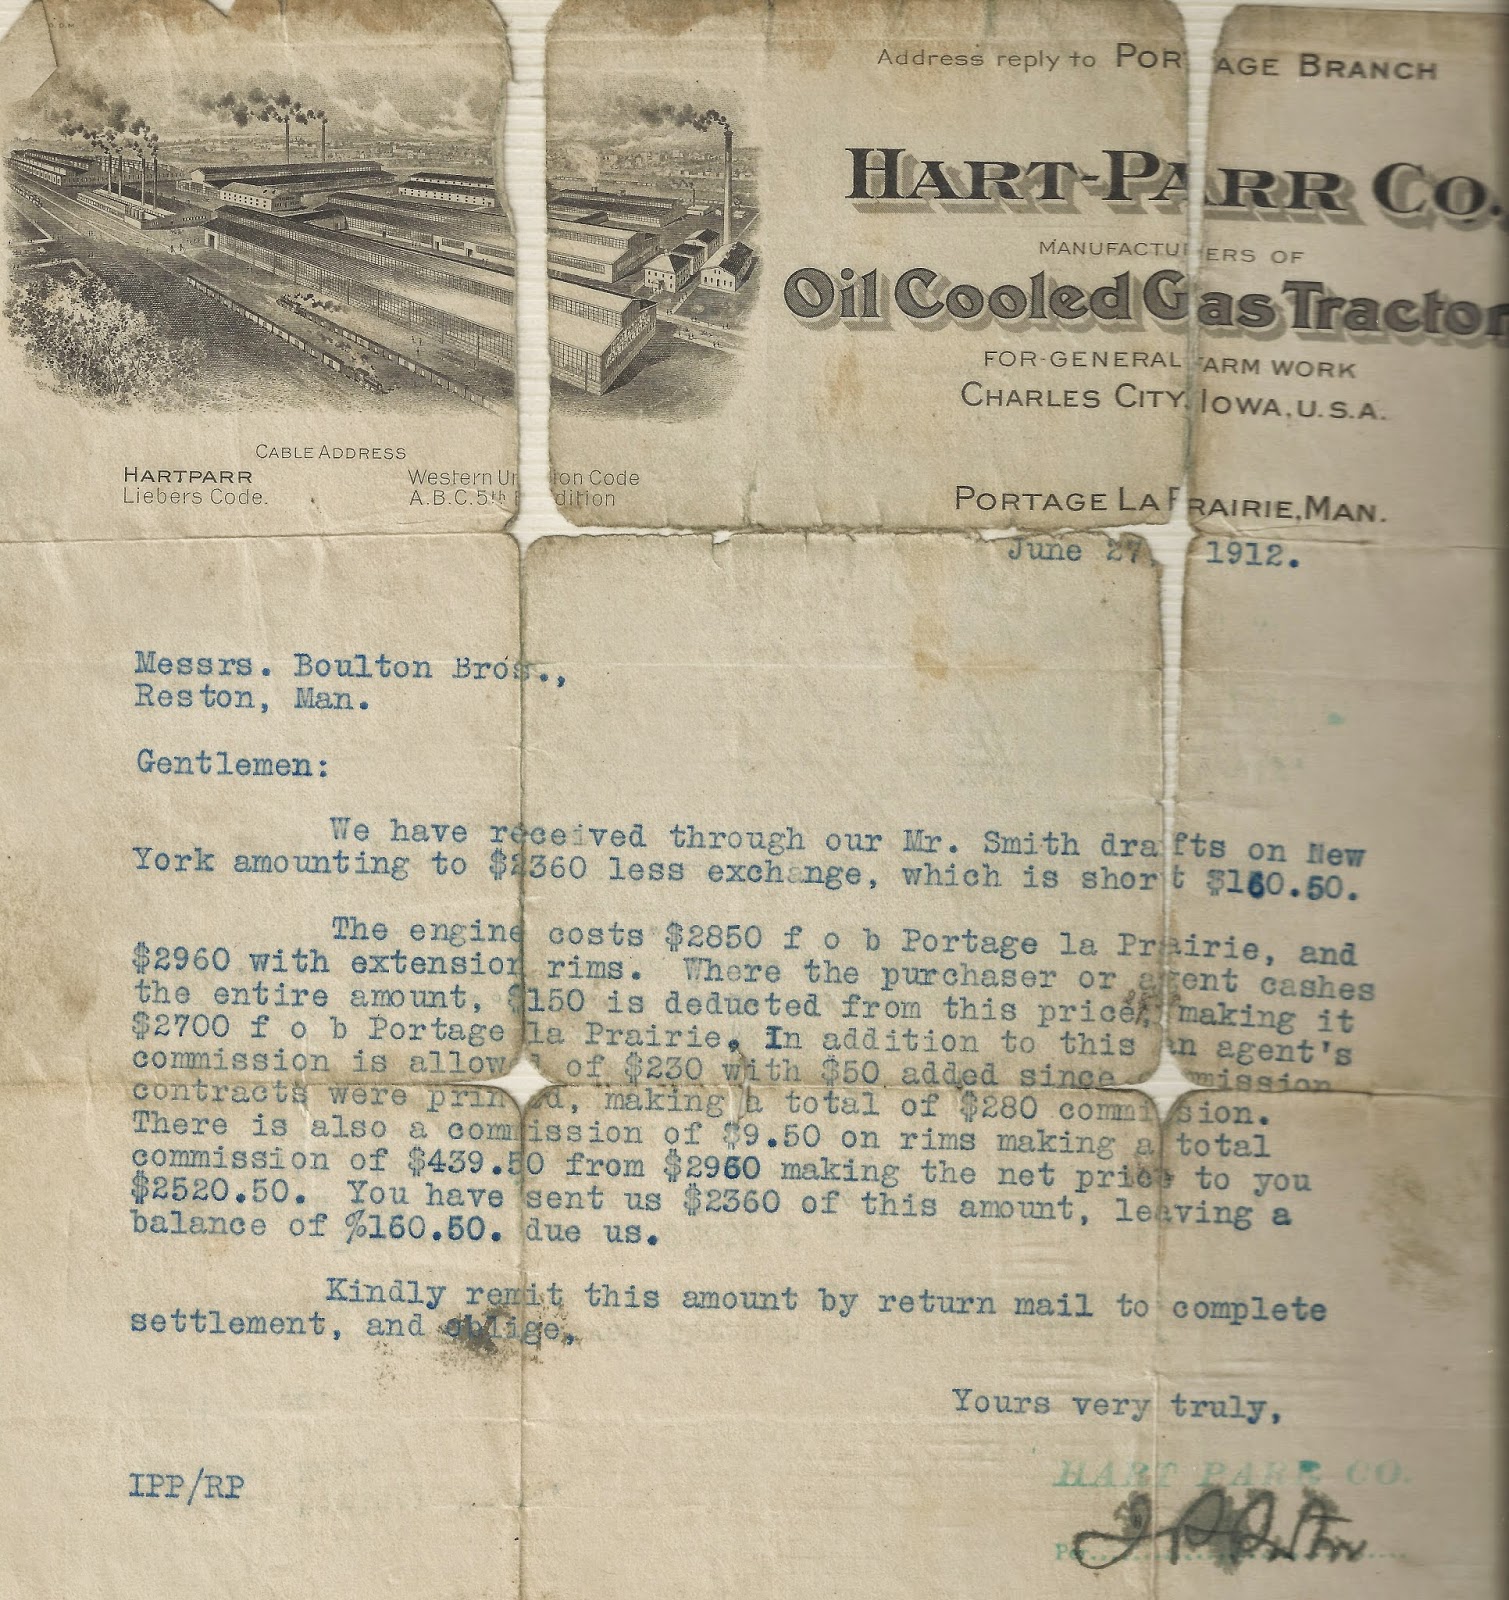 Address reply to PORTAGE BRANCH
HART-PARR CO.
MANUFACTURERS OF
Oil Cooled Gas Tractor
FOR-GENERAL FARM WORK
CHARLES CITY, IOWA, U.S.A.
CABLE ADDRESS
HARTPARR Western Union Code
Liebers Code. A.B.C. 5th Edition
PORTAGE LA PRAIRIE, MAN.
June 27, 1912.
Messrs. Boulton Bros.,
Reston, Man.
Gentlemen:
We have received through our Mr. Smith drafts on New
York amounting to $2360 less exchange, which is short $160.50.
The engine costs $2850 f o b Portage la Prairie, and
$2960 with extension rims. Where the purchaser or agent cashes
the entire amount, $150 is deducted from this price, making it
$2700 f o b Portage la Prairie. In addition to this an agent's
commission is allowed of $230 with $50 added since commission
contracts were printed, making a total of $280 commission.
There is also a commission of $9.50 on rims making a total
commission of $439.50 from $2960 making the net price to you
$2520.50. You have sent us $2360 of this amount, leaving a
balance of %160.50. due us.
Kindly remit this amount by return mail to complete
settlement, and oblige,
Yours very truly,
HART PARR CO.
IPP/RP
Per